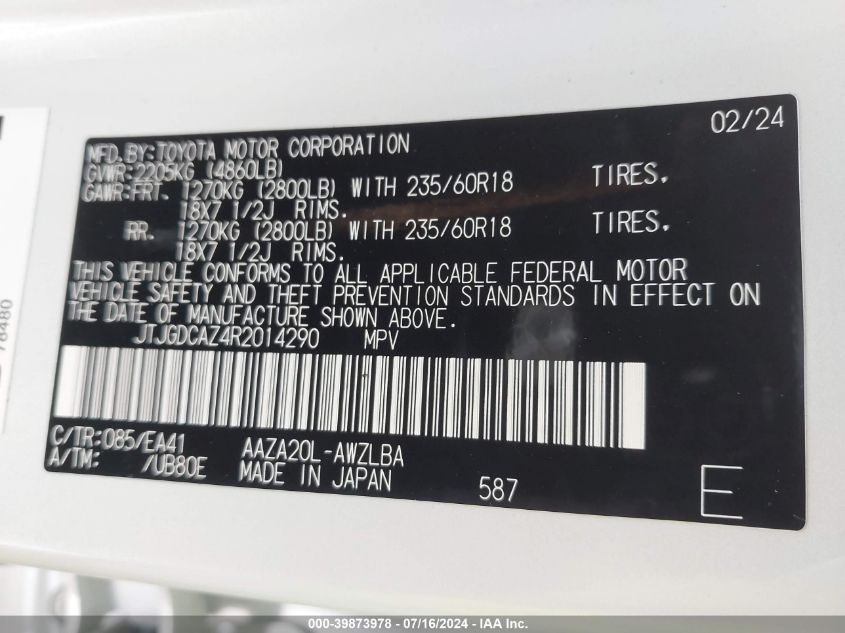 02/24
MFD.BY:TOYOTA MOTOR CORPORATION
GVWR:2205KG (4860LB)
GAWR:FRT. 1270KG (2800LB) WITH 235/60R18 TIRES.
18X7 1/2J RIMS.
RR. 1270KG (2800LB) WITH 235/60R18 TIRES.
18X7 1/2J RIMS.
THIS VEHICLE CONFORMS TO ALL APPLICABLE FEDERAL MOTOR
VEHICLE SAFETY AND THEFT PREVENTION STANDARDS IN EFFECT ON
THE DATE OF MANUFACTURE SHOWN ABOVE.
JTJGDCAZ4R2014290 MPV
C/TR:085/EA41 AAZA20L-AWZLBA
A/TM: /UB80E MADE IN JAPAN
587 E
78480
000-39873978 - 07/16/2024 - IAA Inc.